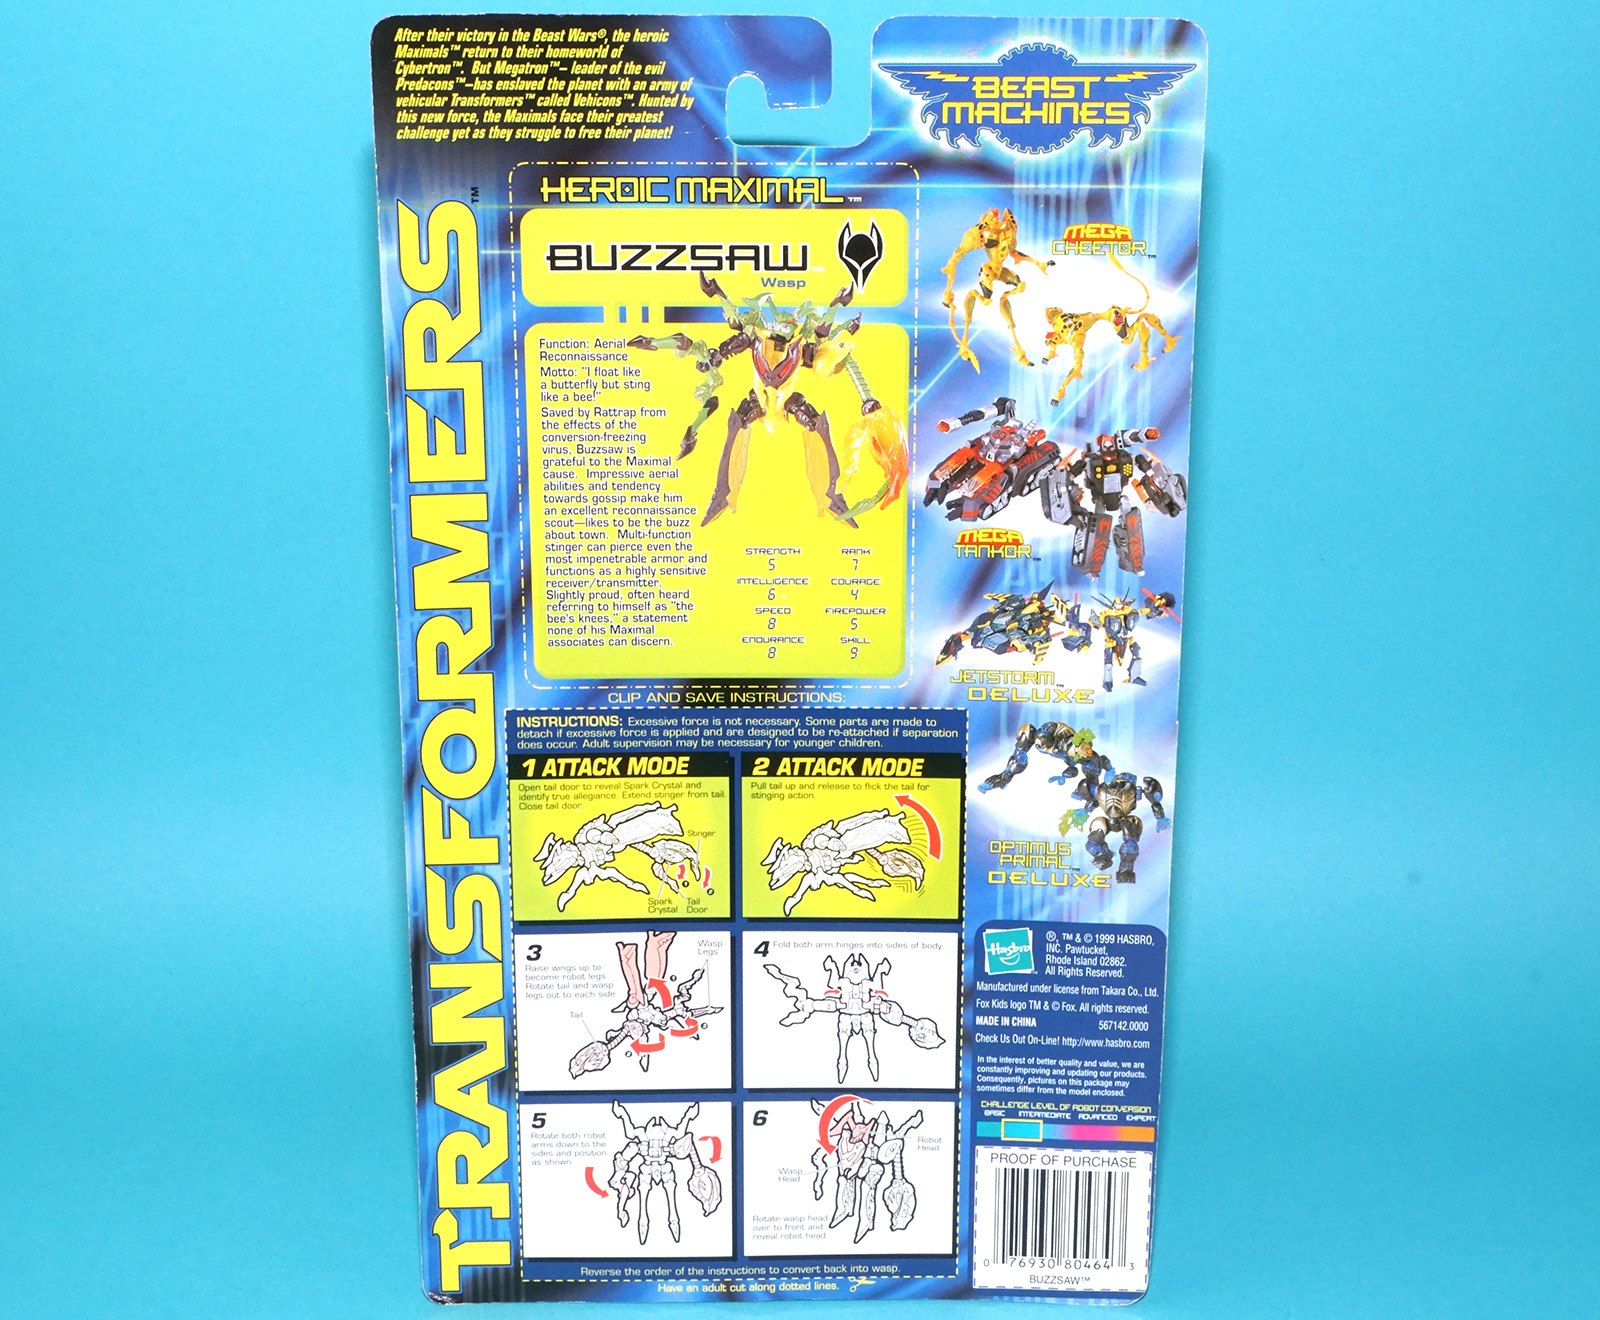 After their victory in the Beast Wars®, the heroic
Maximals™ return to their homeworld of
Cybertron™. But Megatron™– leader of the evil
Predacons™–has enslaved the planet with an army of
vehicular Transformers™ called Vehicons™. Hunted by
this new force, the Maximals face their greatest
challenge yet as they struggle to free their planet!
BEAST
MACHINES™
TRANSFORMERS™
HEROIC MAXIMAL™
BUZZSAW™
Wasp
Function: Aerial
Reconnaissance
Motto: "I float like
a butterfly but sting
like a bee!"
Saved by Rattrap from
the effects of the
conversion-freezing
virus, Buzzsaw is
grateful to the Maximal
cause. Impressive aerial
abilities and tendency
towards gossip make him
an excellent reconnaissance
scout—likes to be the buzz
about town. Multi-function
stinger can pierce even the
most impenetrable armor and
functions as a highly sensitive
receiver/transmitter.
Slightly proud, often heard
referring to himself as "the
bee's knees," a statement
none of his Maximal
associates can discern.
STRENGTH RANK
5 7
INTELLIGENCE COURAGE
6 4
SPEED FIREPOWER
8 5
ENDURANCE SKILL
8 9
MEGA
CHEETOR™
MEGA
TANKOR™
JETSTORM™
DELUXE
OPTIMUS
PRIMAL™
DELUXE
CLIP AND SAVE INSTRUCTIONS:
INSTRUCTIONS: Excessive force is not necessary. Some parts are made to
detach if excessive force is applied and are designed to be re-attached if separation
does occur. Adult supervision may be necessary for younger children.
1 ATTACK MODE
Open tail door to reveal Spark Crystal and
identify true allegiance. Extend stinger from tail.
Close tail door.
Stinger
1
2
Spark
Crystal
Tail
Door
2 ATTACK MODE
Pull tail up and release to flick the tail for
stinging action.
3
Wasp
Legs
Raise wings up to
become robot legs.
Rotate tail and wasp
legs out to each side.
Tail
4
Fold both arm hinges into sides of body
5
Rotate both robot
arms down to the
sides and position
as shown
6
Robot
Head
Wasp
Head
Rotate wasp head
over to front and
reveal robot head
Reverse the order of the instructions to convert back into wasp.
Have an adult cut along dotted lines.
Hasbro
®, ™ & © 1999 HASBRO,
INC. Pawtucket,
Rhode Island 02862.
All Rights Reserved.
Manufactured under license from Takara Co., Ltd.
Fox Kids logo TM & © Fox. All rights reserved.
MADE IN CHINA 567142.0000
Check Us Out On-Line! http://www.hasbro.com
In the interest of better quality and value, we are
constantly improving and updating our products.
Consequently, pictures on this package may
sometimes differ from the model enclosed.
CHALLENGE LEVEL OF ROBOT CONVERSION
BASIC INTERMEDIATE ADVANCED EXPERT
PROOF OF PURCHASE
0 76930 80464 3
BUZZSAW™